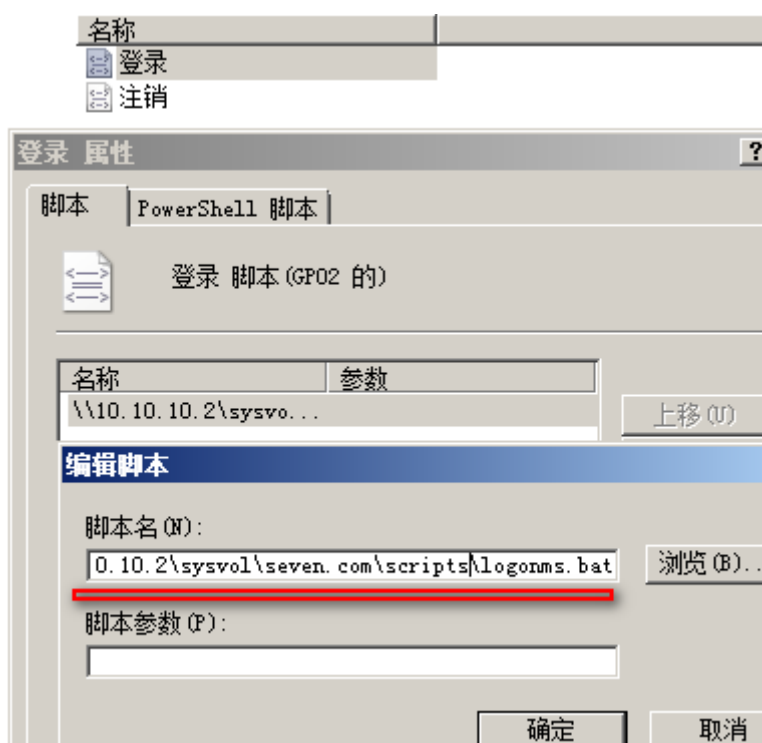 名称
登录
注销
登录 属性
?
脚本
PowerShell 脚本
登录 脚本(GPO2 的)
名称 参数
\\10.10.10.2\sysvo...
上移(U)
编辑脚本
脚本名(N):
0.10.2\sysvol\seven.com\scripts\logonms.bat
浏览(B)..
脚本参数(P):
确定
取消